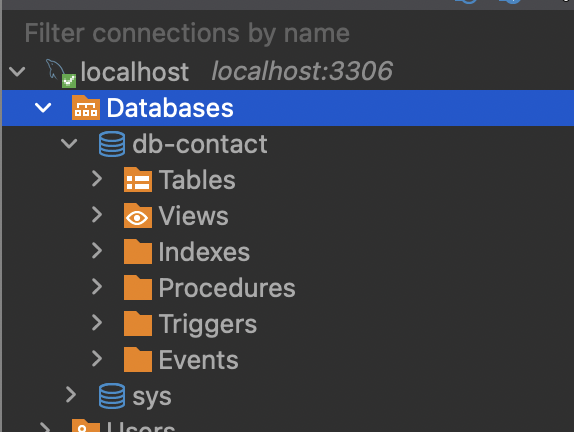 Filter connections by name
localhost localhost:3306
Databases
db-contact
Tables
Views
Indexes
Procedures
Triggers
Events
sys
Users